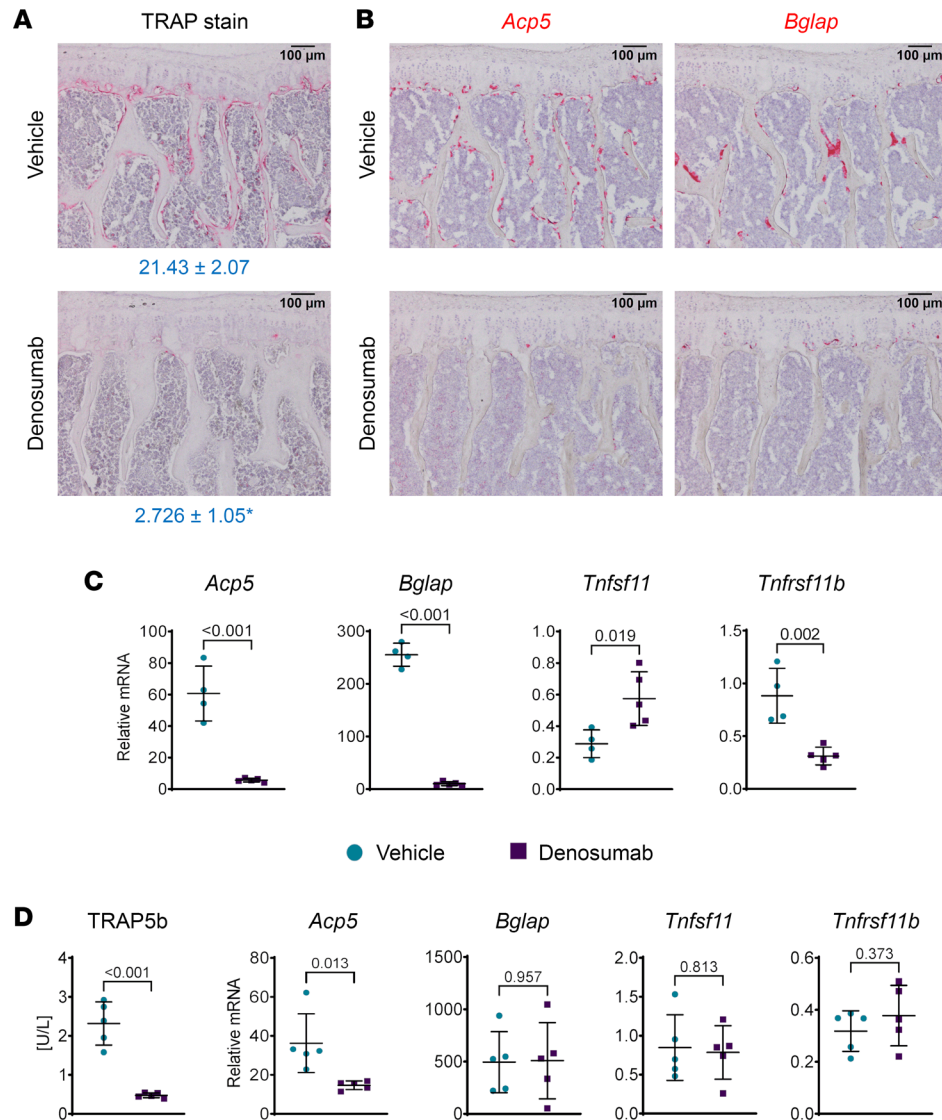 A
TRAP stain
B
Acp5
Bglap
Vehicle
100 µm
100 µm
100 µm
21.43 ± 2.07
Denosumab
100 µm
100 µm
100 µm
2.726 ± 1.05*
C
Acp5
Bglap
Tnfsf11
Tnfrsf11b
Relative mRNA
100
80
60
40
20
0
<0.001
300
200
100
0
<0.001
1.0
0.8
0.6
0.4
0.2
0.0
0.019
1.5
1.0
0.5
0.0
0.002
Vehicle
Denosumab
D
TRAP5b
Acp5
Bglap
Tnfsf11
Tnfrsf11b
[U/L]
4
3
2
1
0
<0.001
Relative mRNA
80
60
40
20
0
0.013
1500
1000
500
0
0.957
2.0
1.5
1.0
0.5
0.0
0.813
0.6
0.4
0.2
0.0
0.373